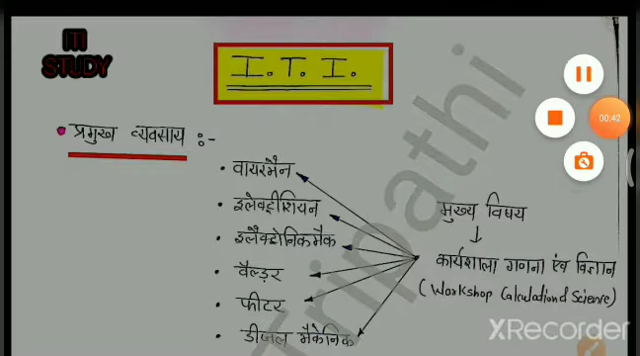 ITI
STUDY
I. T. I.
00:42
• प्रमुख व्यवसाय :-
• वायरमैन
• इलेक्ट्रीशियन
• इलैक्ट्रोनिकमैक
• वैल्डर
• फीटर
• डीजल मैकेनिक
मुख्य विषय
कार्यशाला गणना एंव विज्ञान
(Workshop Calculation & Science)
Tripathi
XRecorder